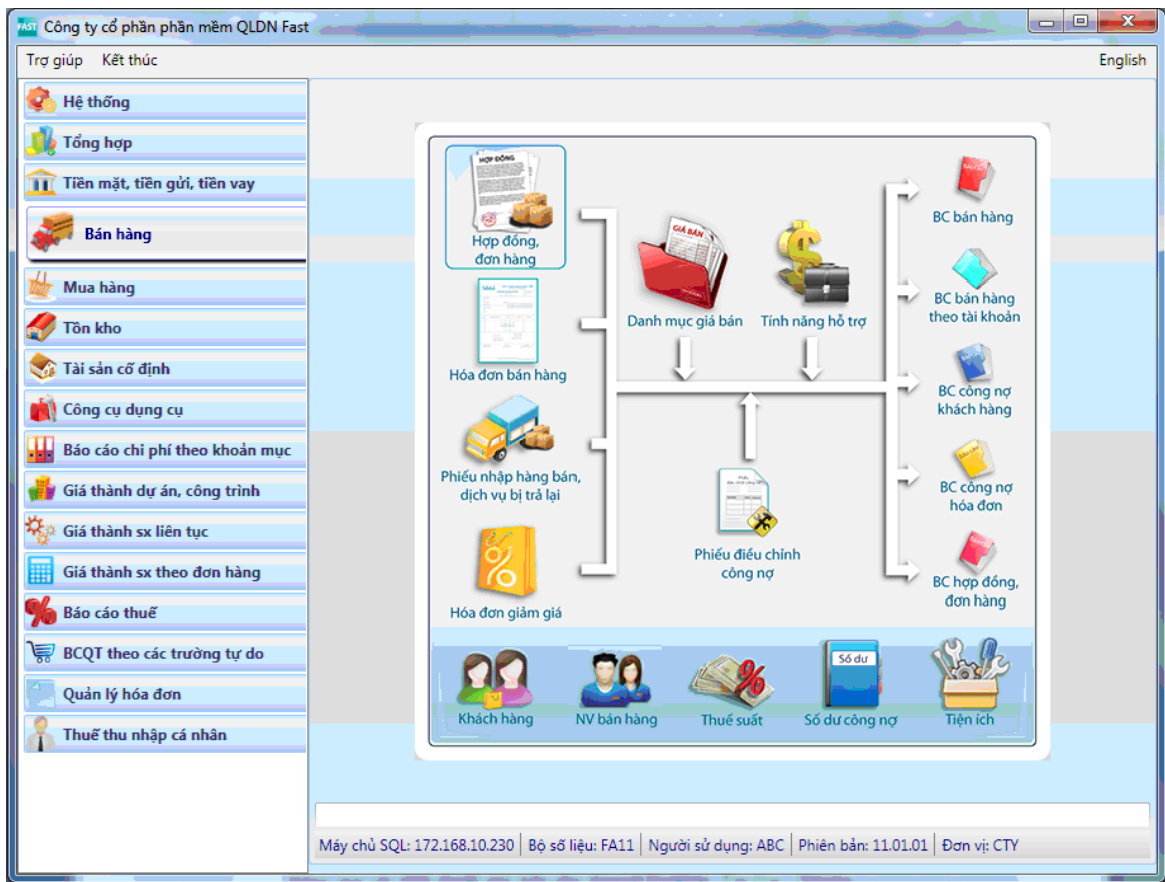 FAST Công ty cổ phần phần mềm QLDN Fast
Trợ giúp Kết thúc English
Hệ thống
Tổng hợp
Tiền mặt, tiền gửi, tiền vay
Bán hàng
Mua hàng
Tồn kho
Tài sản cố định
Công cụ dụng cụ
Báo cáo chi phí theo khoản mục
Giá thành dự án, công trình
Giá thành sx liên tục
Giá thành sx theo đơn hàng
Báo cáo thuế
BCQT theo các trường tự do
Quản lý hóa đơn
Thuế thu nhập cá nhân
HỢP ĐỒNG
Hợp đồng,
đơn hàng
Hóa đơn bán hàng
Phiếu nhập hàng bán,
dịch vụ bị trả lại
Hóa đơn giảm giá
GIÁ BÁN
Danh mục giá bán
Tính năng hỗ trợ
Phiếu điều chỉnh
công nợ
BC bán hàng
BC bán hàng
theo tài khoản
BC công nợ
khách hàng
BC công nợ
hóa đơn
BC hợp đồng,
đơn hàng
Khách hàng
NV bán hàng
Thuế suất
Số dư
Số dư công nợ
Tiện ích
Máy chủ SQL: 172.168.10.230 Bộ số liệu: FA11 Người sử dụng: ABC Phiên bản: 11.01.01 Đơn vị: CTY